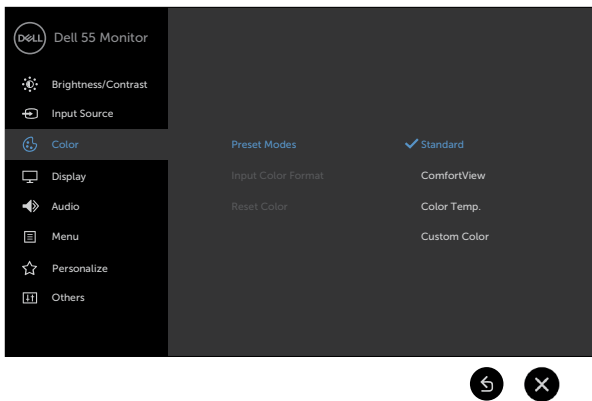 DELL Dell 55 Monitor
Brightness/Contrast
Input Source
Color Preset Modes Standard
Display Input Color Format ComfortView
Audio Reset Color Color Temp.
Menu Custom Color
Personalize
Others